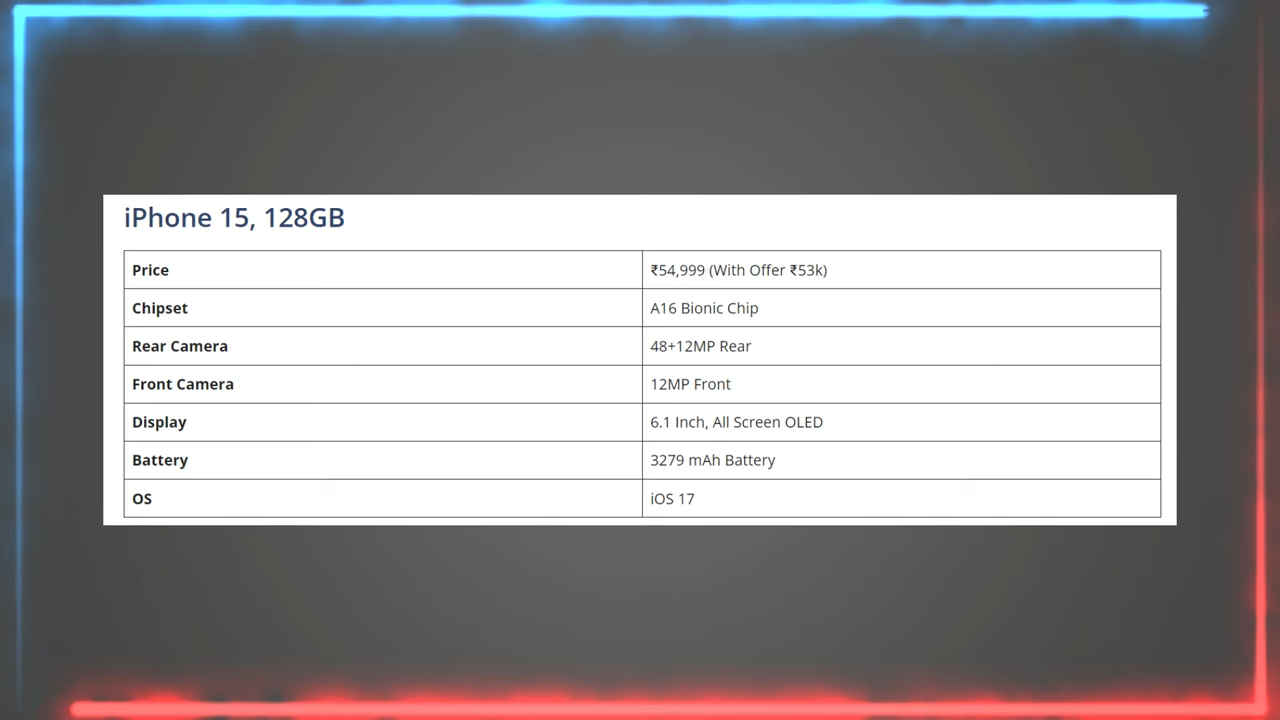 iPhone 15, 128GB
Price ₹54,999 (With Offer ₹53k)
Chipset A16 Bionic Chip
Rear Camera 48+12MP Rear
Front Camera 12MP Front
Display 6.1 Inch, All Screen OLED
Battery 3279 mAh Battery
OS iOS 17